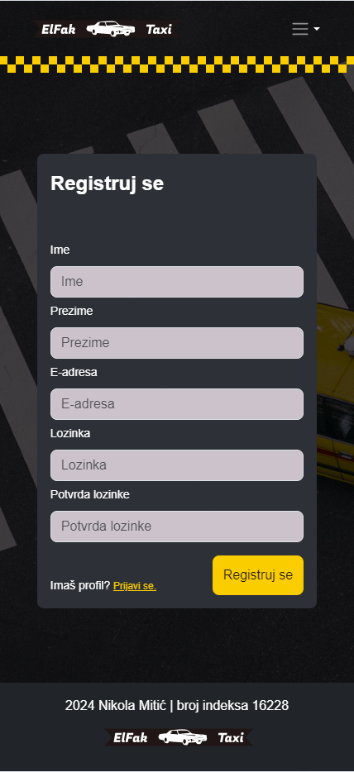 ElFak Taxi
Registruj se
Ime
Ime
Prezime
Prezime
E-adresa
E-adresa
Lozinka
Lozinka
Potvrda lozinke
Potvrda lozinke
Imaš profil? Prijavi se.
Registruj se
2024 Nikola Mitić | broj indeksa 16228
ElFak Taxi